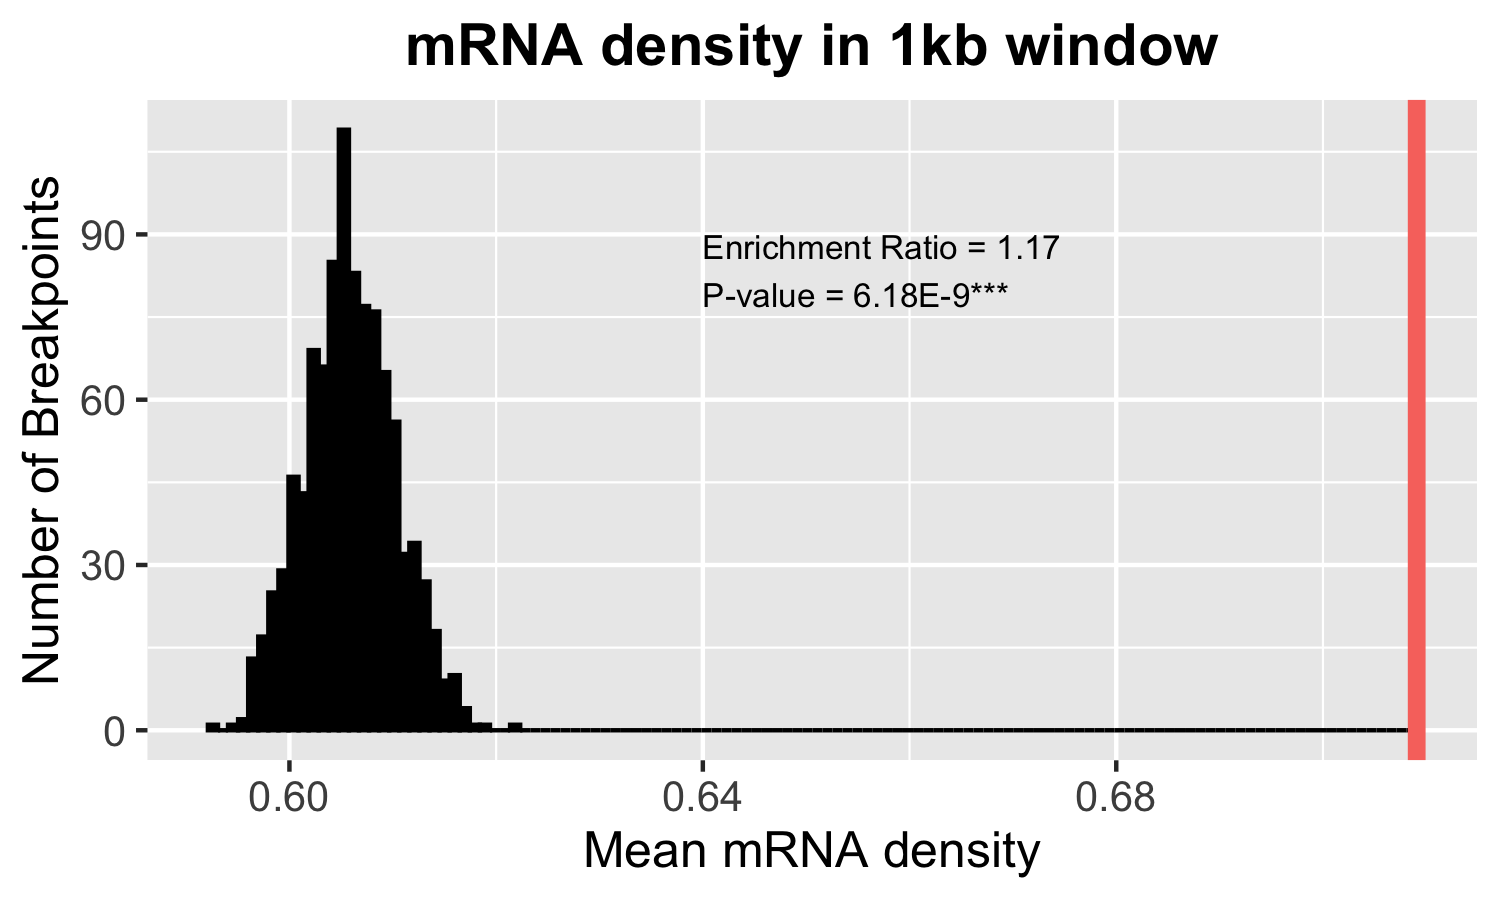 mRNA density in 1kb window
Number of Breakpoints
90
60
30
0
Enrichment Ratio = 1.17
P-value = 6.18E-9***
0.60
0.64
0.68
Mean mRNA density